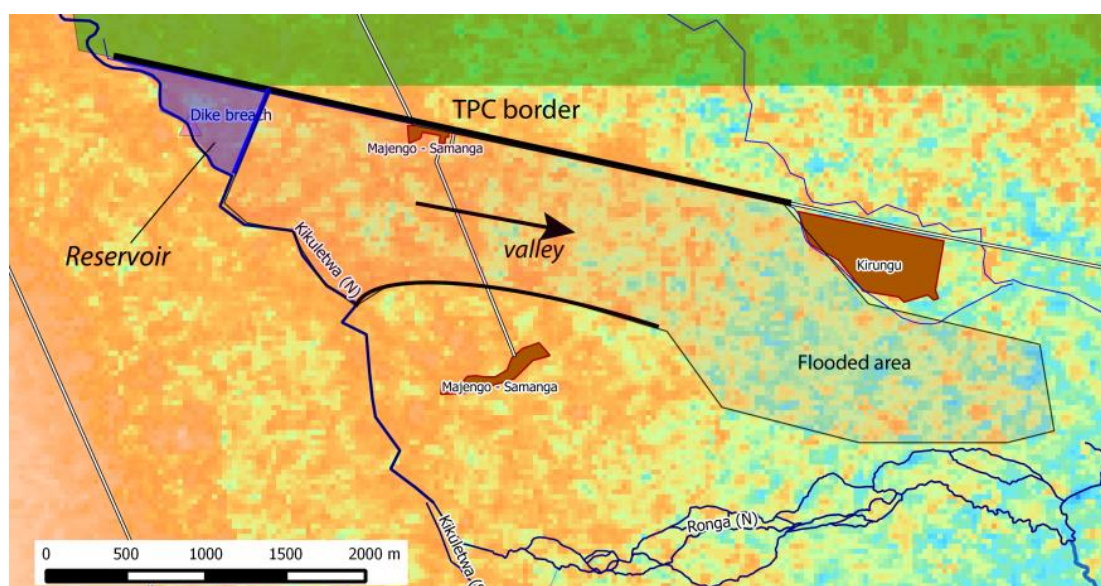 Dike breach
TPC border
Majengo - Samanga
Reservoir
Kikuletwa (N)
valley
Kirungu
Flooded area
Majengo - Samanga
Kikuletwa (
Ronga (N)
0 500 1000 1500 2000 m